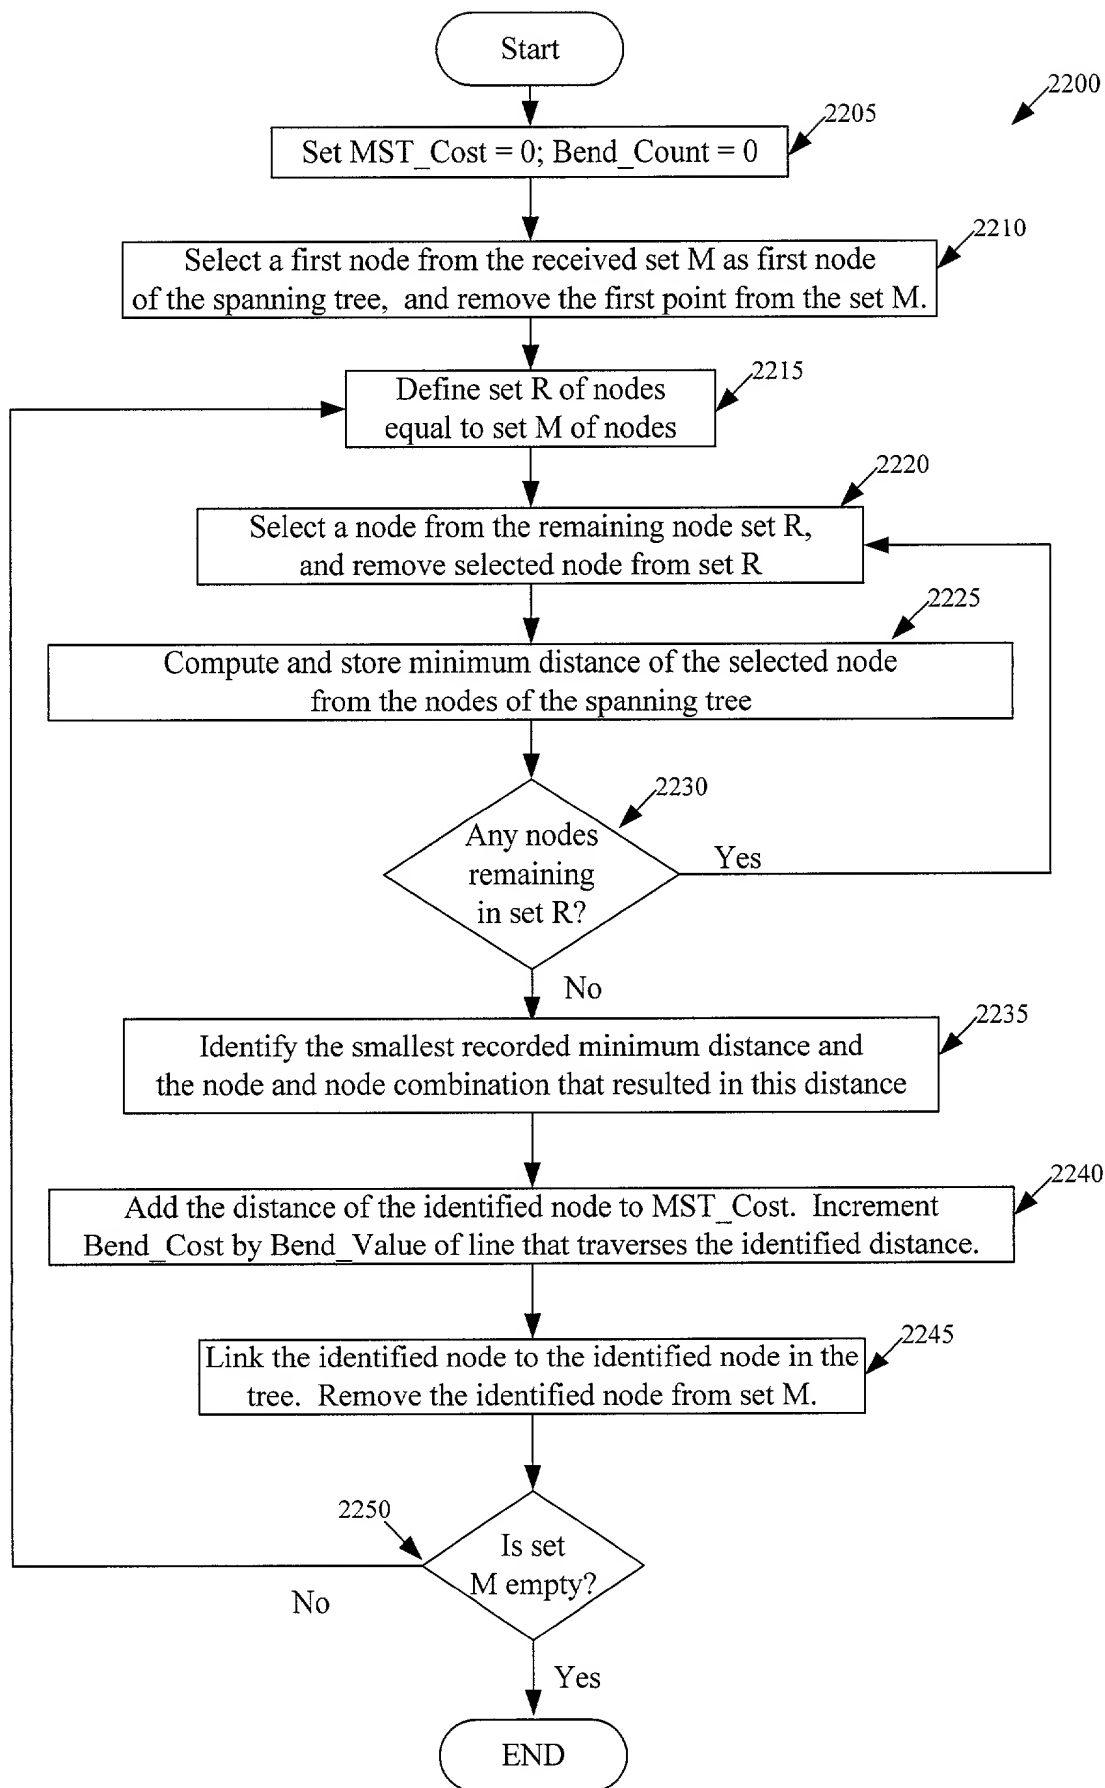 Start
2200
2205
Set MST_Cost = 0; Bend_Count = 0
2210
Select a first node from the received set M as first node
of the spanning tree, and remove the first point from the set M.
2215
Define set R of nodes
equal to set M of nodes
2220
Select a node from the remaining node set R,
and remove selected node from set R
2225
Compute and store minimum distance of the selected node
from the nodes of the spanning tree
2230
Any nodes
remaining
in set R?
Yes
No
2235
Identify the smallest recorded minimum distance and
the node and node combination that resulted in this distance
2240
Add the distance of the identified node to MST_Cost. Increment
Bend_Cost by Bend_Value of line that traverses the identified distance.
2245
Link the identified node to the identified node in the
tree. Remove the identified node from set M.
2250
Is set
M empty?
No
Yes
END